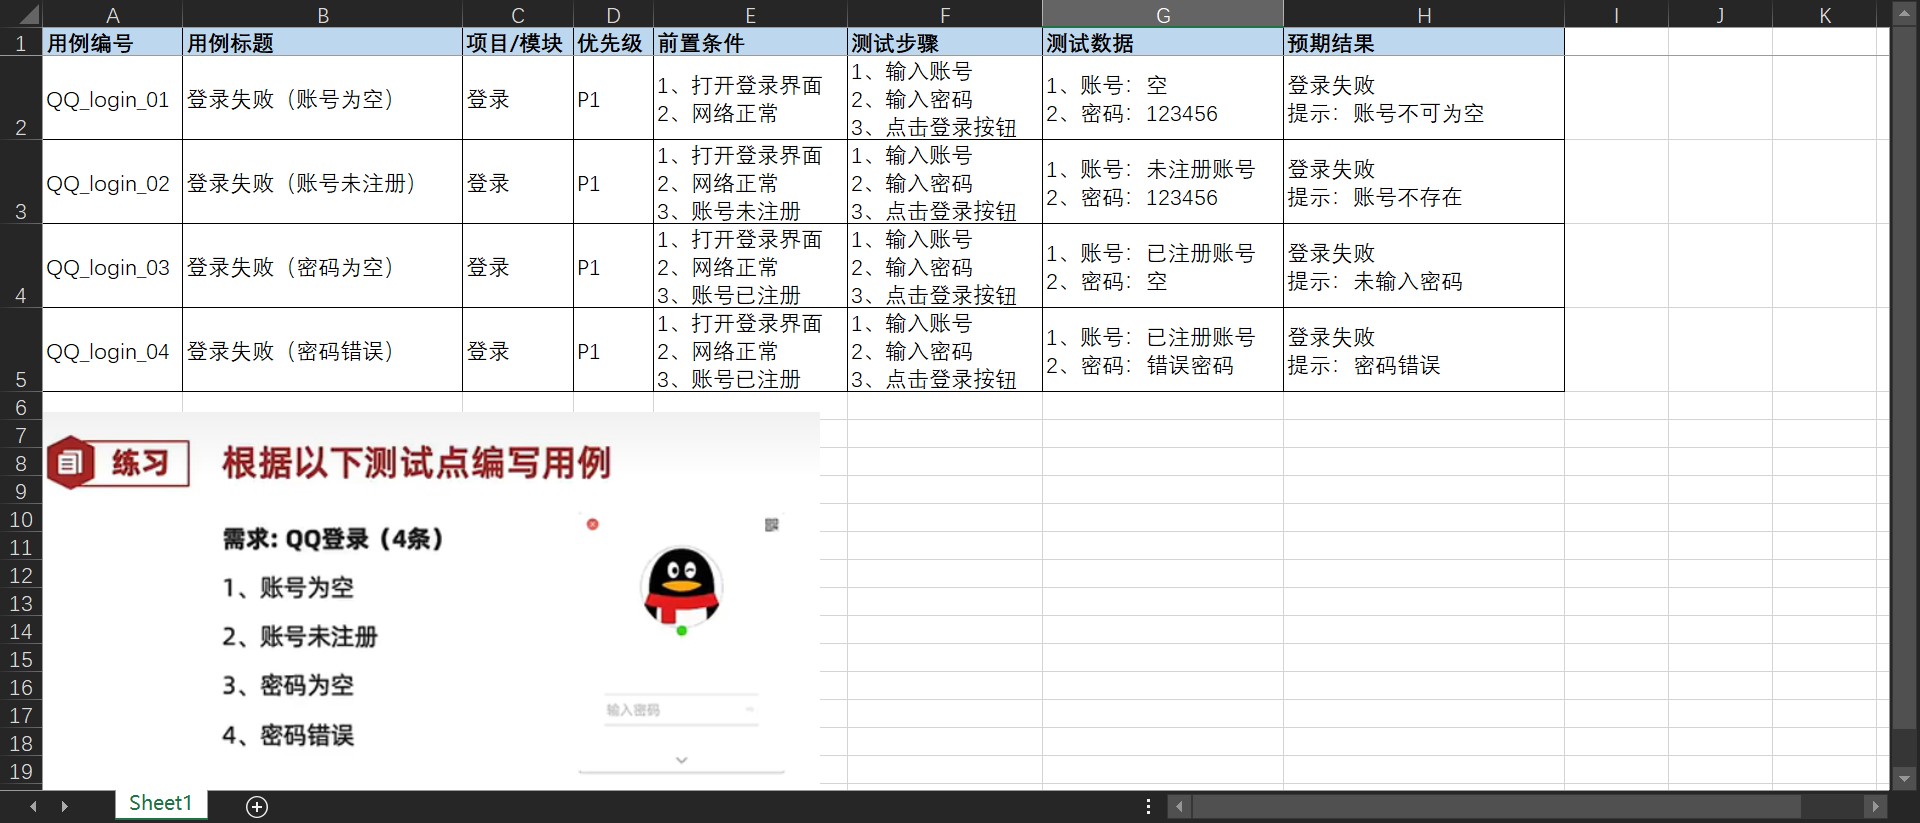 A B C D E F G H I J K
1 用例编号 用例标题 项目/模块 优先级 前置条件 测试步骤 测试数据 预期结果
2 QQ_login_01 登录失败（账号为空） 登录 P1 1、打开登录界面 2、网络正常 1、输入账号 2、输入密码 3、点击登录按钮 1、账号：空 2、密码：123456 登录失败 提示：账号不可为空
3 QQ_login_02 登录失败（账号未注册） 登录 P1 1、打开登录界面 2、网络正常 3、账号未注册 1、输入账号 2、输入密码 3、点击登录按钮 1、账号：未注册账号 2、密码：123456 登录失败 提示：账号不存在
4 QQ_login_03 登录失败（密码为空） 登录 P1 1、打开登录界面 2、网络正常 3、账号已注册 1、输入账号 2、输入密码 3、点击登录按钮 1、账号：已注册账号 2、密码：空 登录失败 提示：未输入密码
5 QQ_login_04 登录失败（密码错误） 登录 P1 1、打开登录界面 2、网络正常 3、账号已注册 1、输入账号 2、输入密码 3、点击登录按钮 1、账号：已注册账号 2、密码：错误密码 登录失败 提示：密码错误
6
7
8 练习 根据以下测试点编写用例
9
10
11 需求: QQ登录（4条）
12
13 1、账号为空
14 2、账号未注册
15
16 3、密码为空
17 输入密码
18 4、密码错误
19
Sheet1